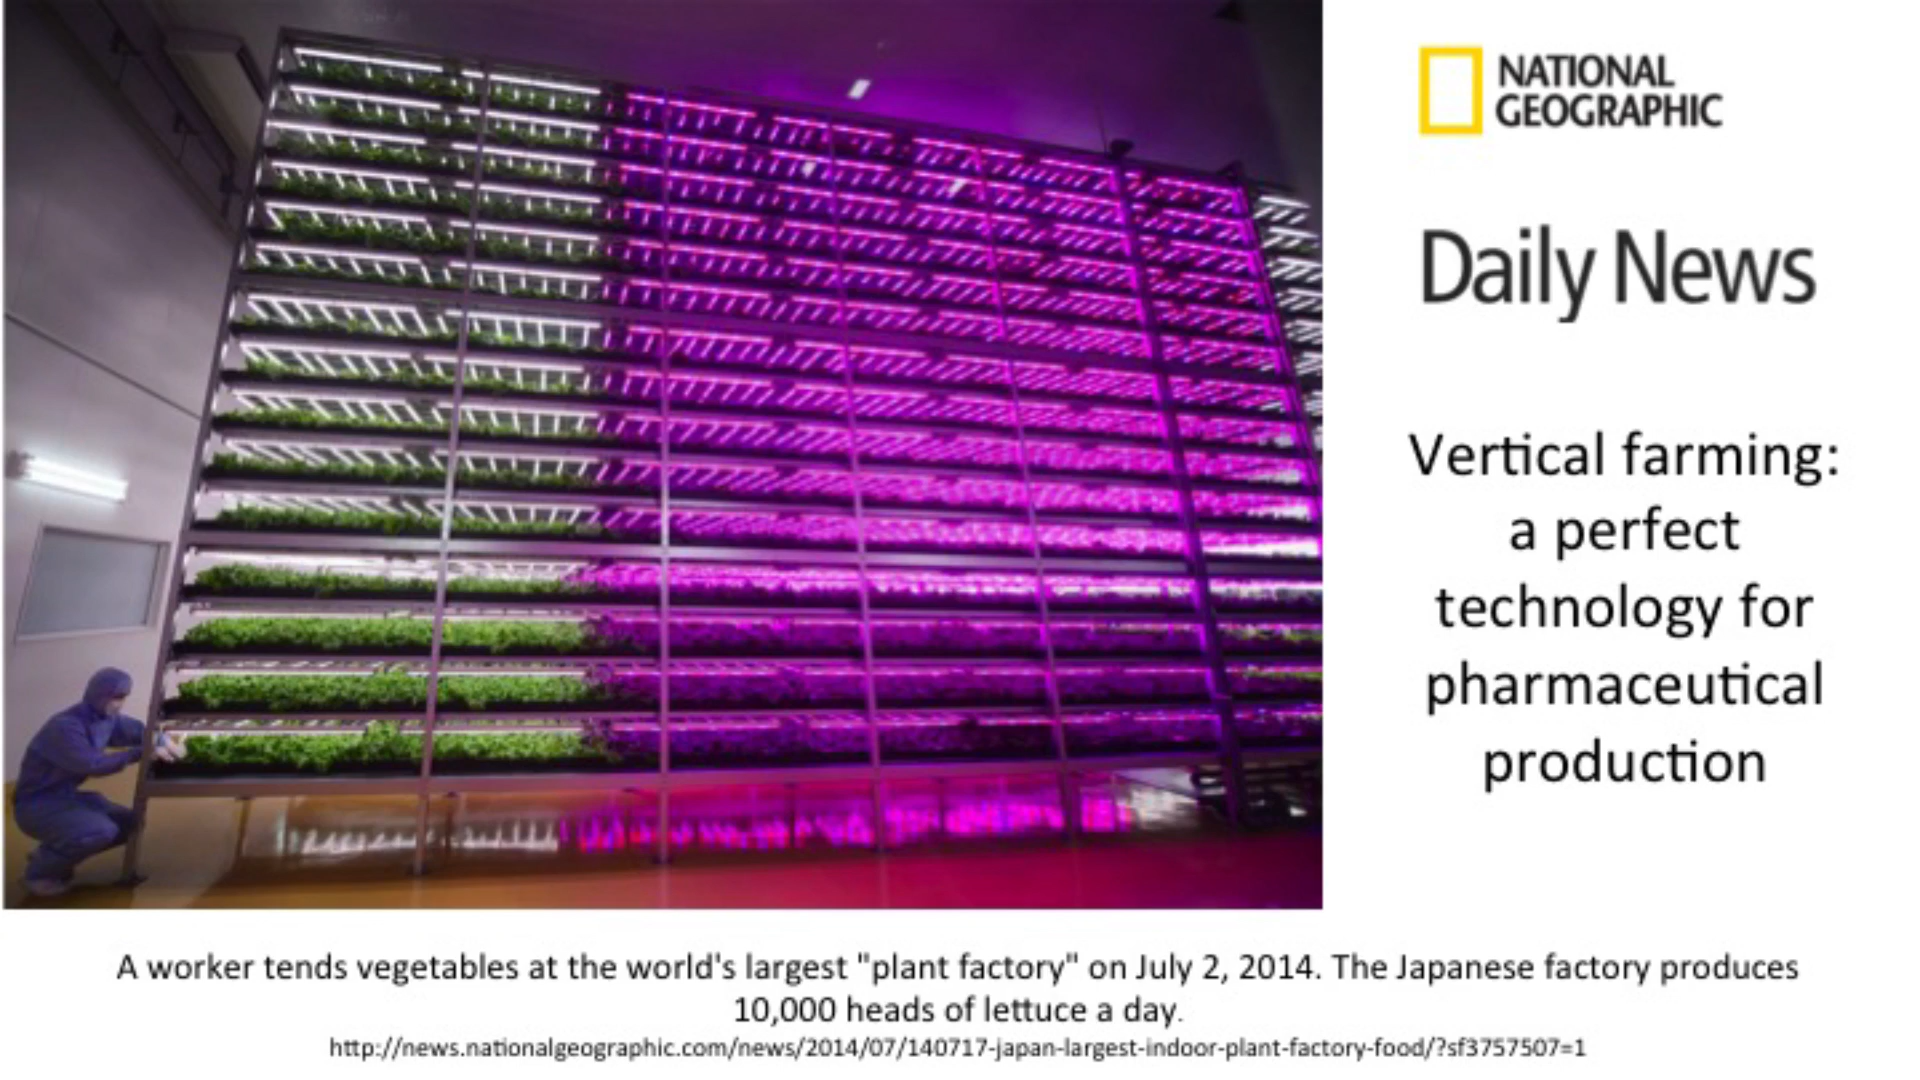 NATIONAL
GEOGRAPHIC
Daily News
Vertical farming:
a perfect
technology for
pharmaceutical
production
A worker tends vegetables at the world's largest "plant factory" on July 2, 2014. The Japanese factory produces
10,000 heads of lettuce a day.
http://news.nationalgeographic.com/news/2014/07/140717-japan-largest-indoor-plant-factory-food/?sf3757507=1